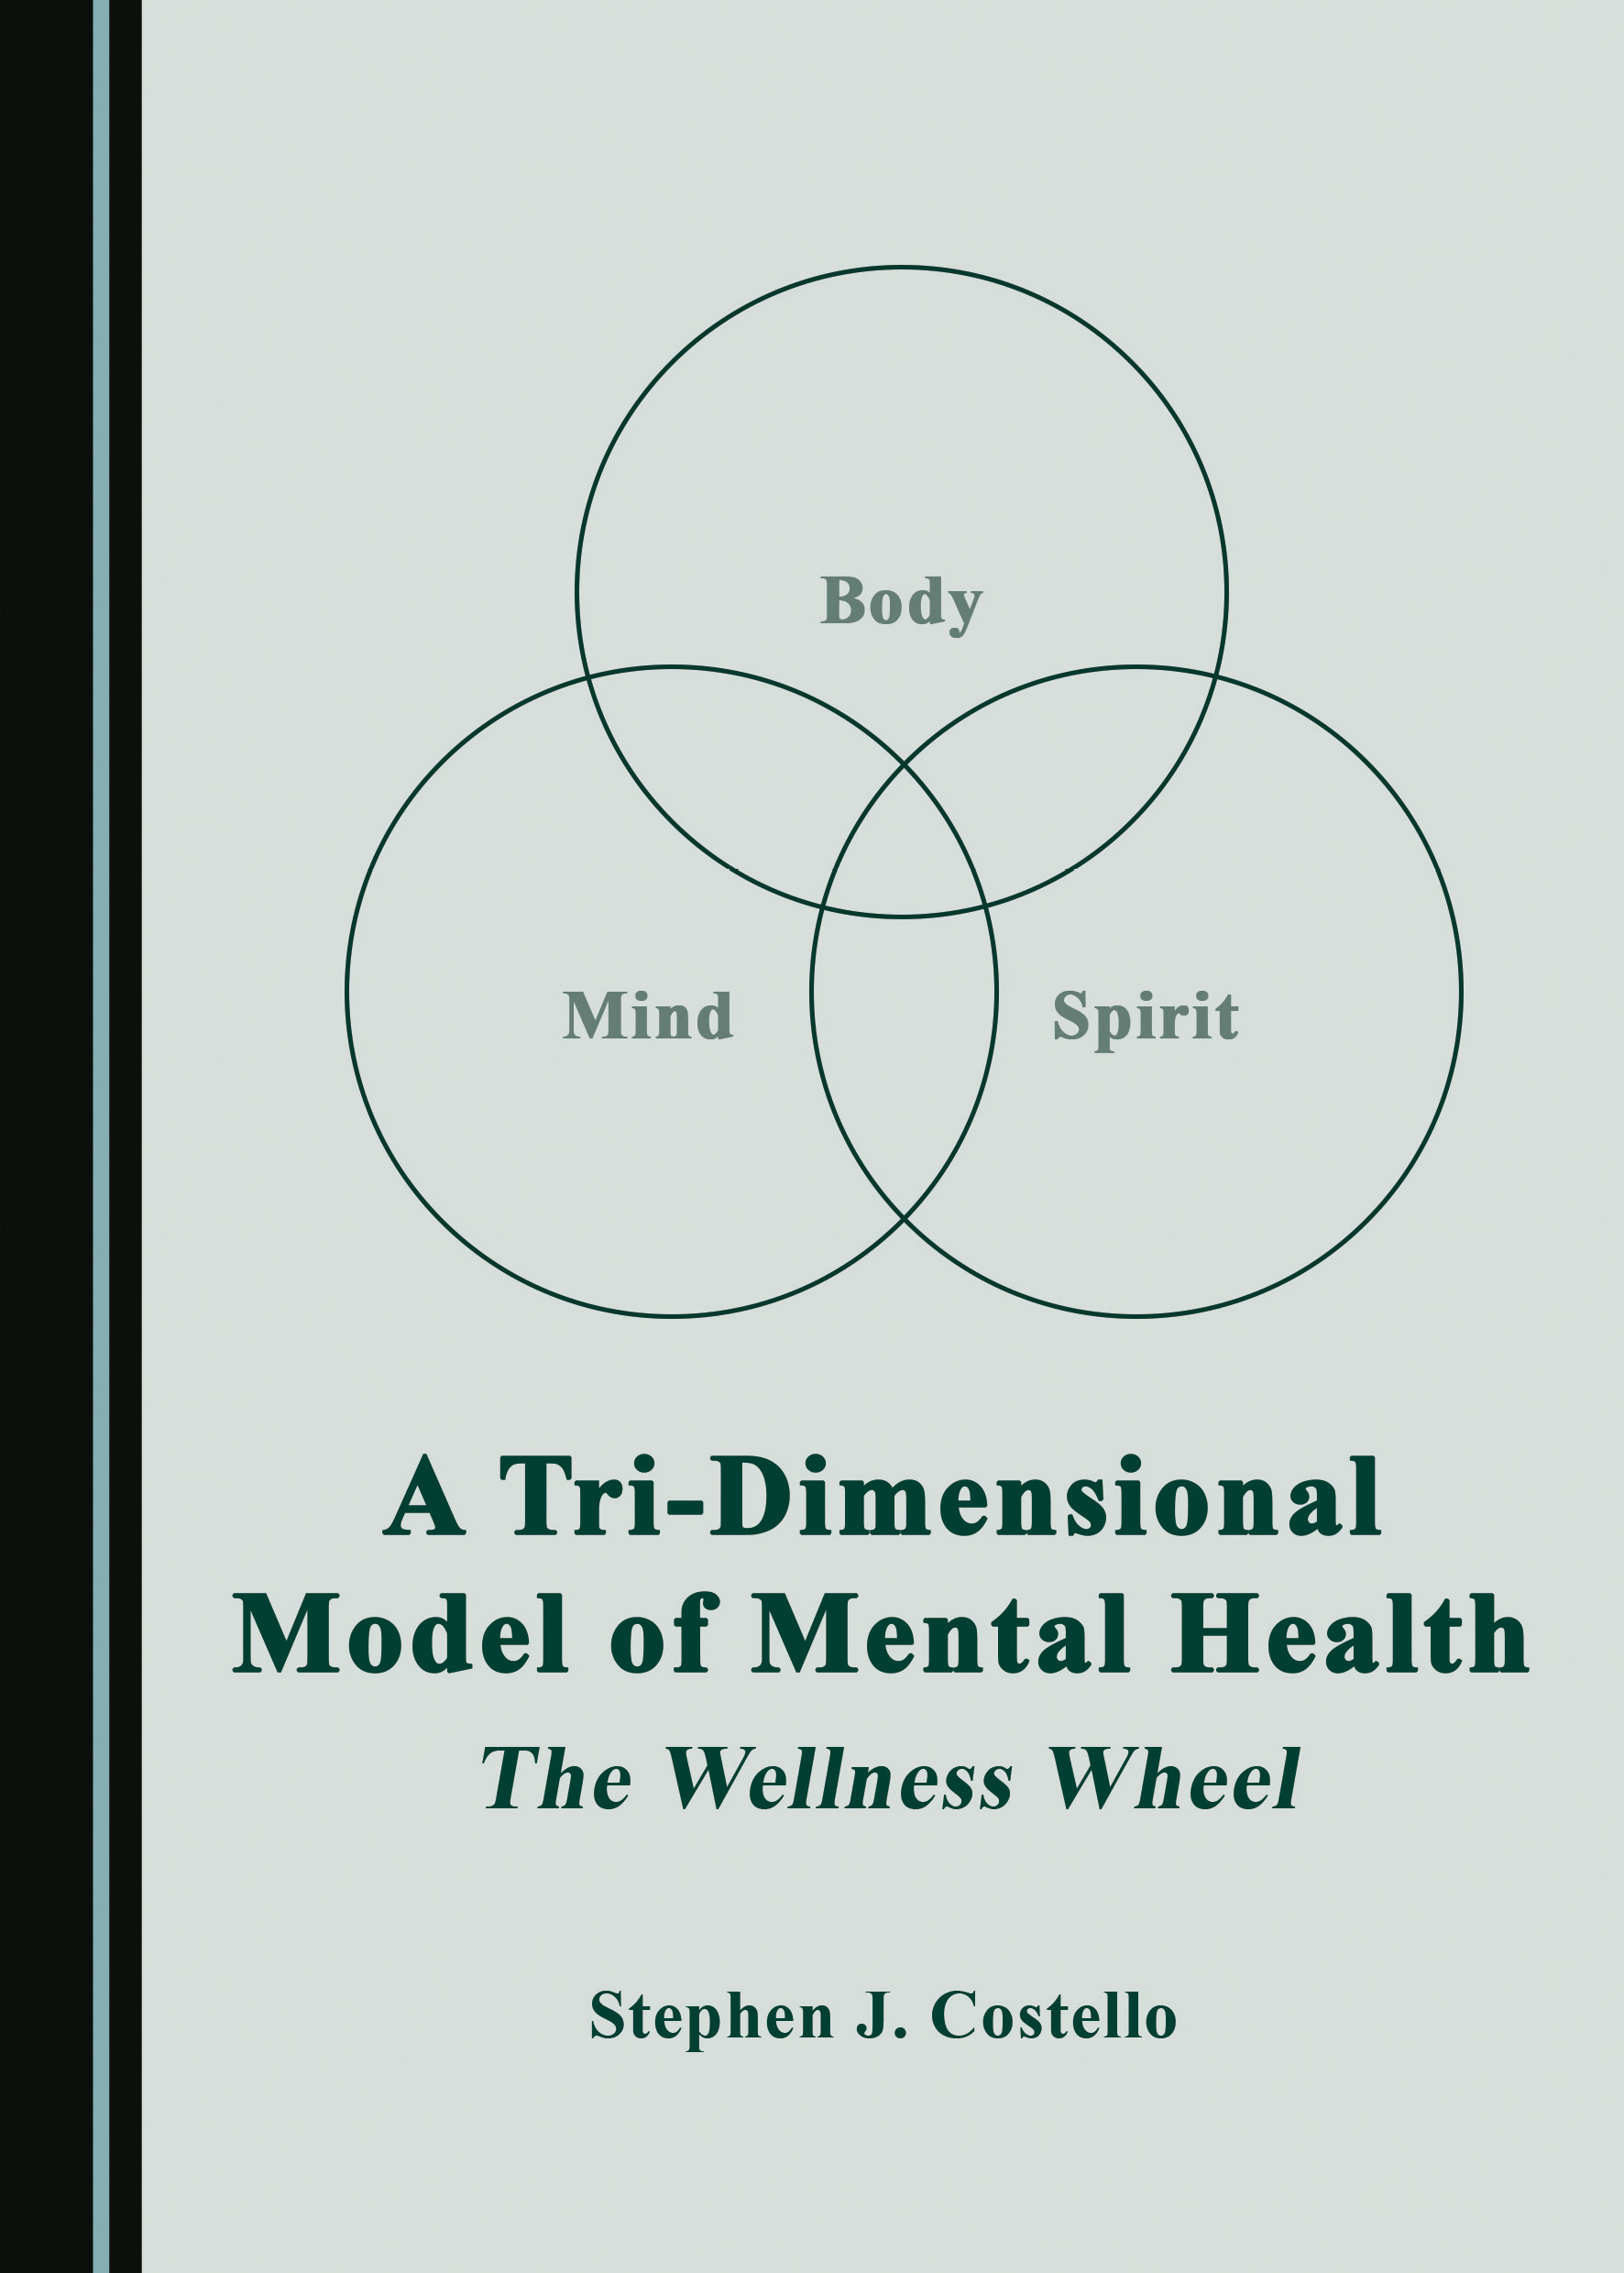 Body
Mind
Spirit
A Tri-Dimensional
Model of Mental Health
The Wellness Wheel
Stephen J. Costello